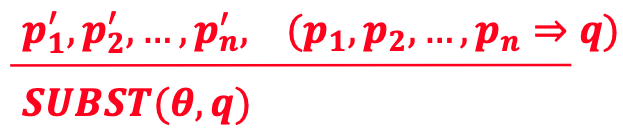 p′₁, p′₂, …, p′ₙ, (p₁, p₂, …, pₙ ⇒ q)
SUBST(θ, q)